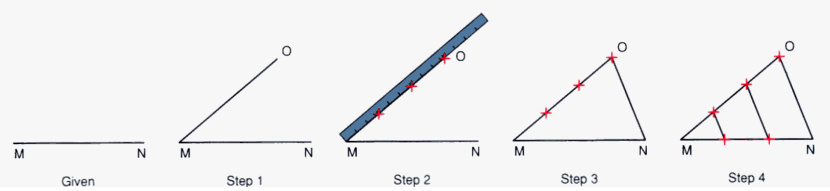 M N
Given
O
M N
Step 1
O
M N
Step 2
O
M N
Step 3
O
M N
Step 4